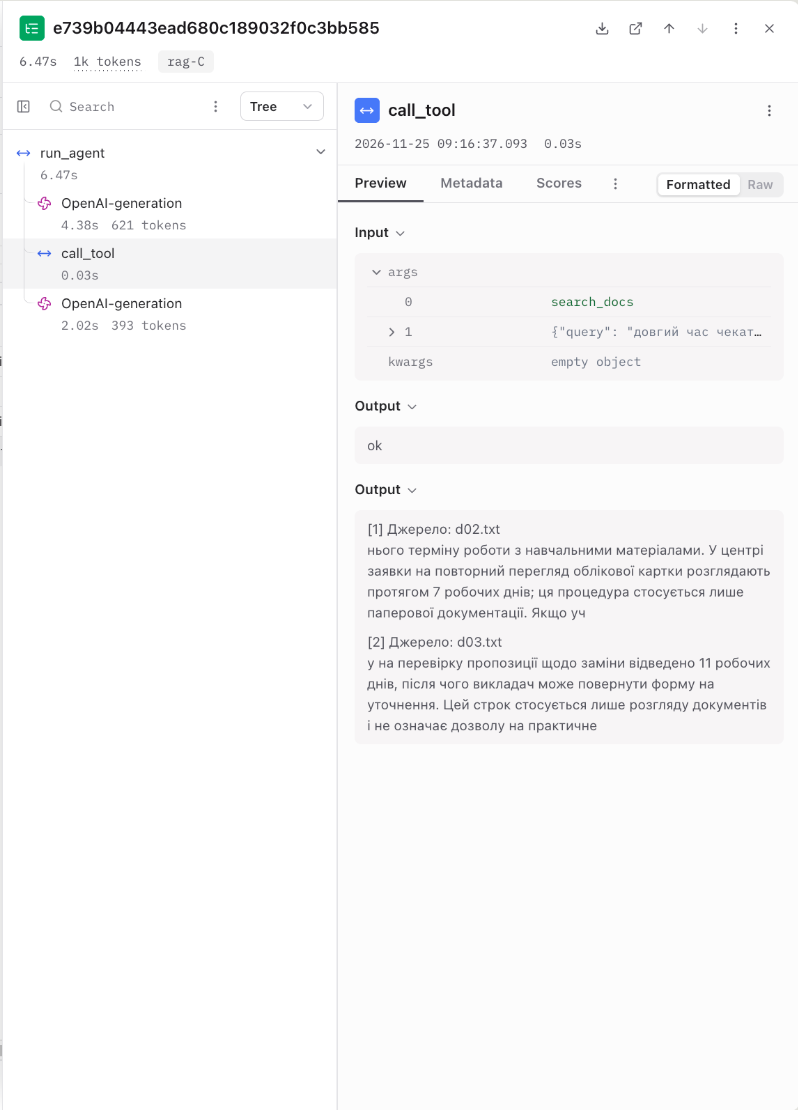 e739b04443ead680c189032f0c3bb585
6.47s 1k tokens rag-C
Search Tree
run_agent
6.47s
OpenAI-generation
4.38s 621 tokens
call_tool
0.03s
OpenAI-generation
2.02s 393 tokens
call_tool
2026-11-25 09:16:37.093 0.03s
Preview Metadata Scores Formatted Raw
Input
args
0 search_docs
1 {"query": "довгий час чекат…
kwargs empty object
Output
ok
Output
[1] Джерело: d02.txt
нього терміну роботи з навчальними матеріалами. У центрі
заявки на повторний перегляд облікової картки розглядають
протягом 7 робочих днів; ця процедура стосується лише
паперової документації. Якщо уч
[2] Джерело: d03.txt
у на перевірку пропозиції щодо заміни відведено 11 робочих
днів, після чого викладач може повернути форму на
уточнення. Цей строк стосується лише розгляду документів
і не означає дозволу на практичне